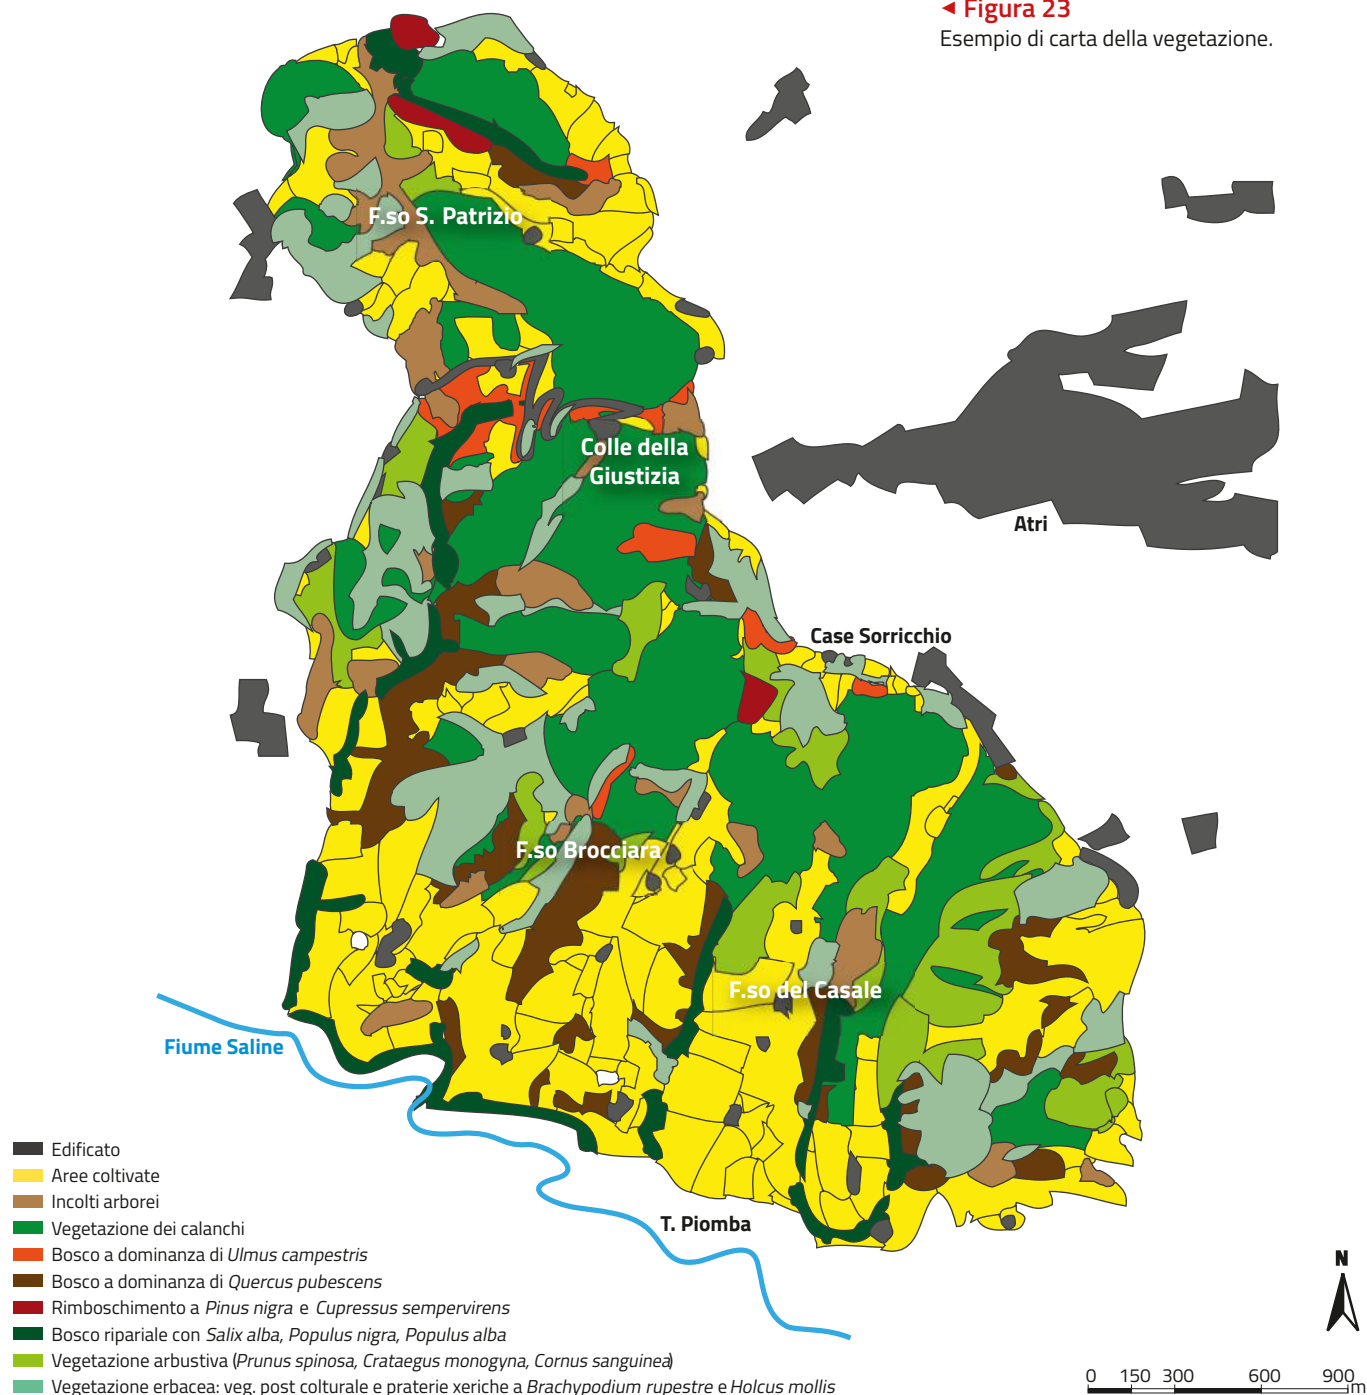 ◄ Figura 23
Esempio di carta della vegetazione.
F.so S. Patrizio
Colle della
Giustizia
Atri
Case Sorricchio
F.so Brocciara
F.so del Casale
Fiume Saline
T. Piomba
Edificato
Aree coltivate
Incolti arborei
Vegetazione dei calanchi
Bosco a dominanza di Ulmus campestris
Bosco a dominanza di Quercus pubescens
Rimboschimento a Pinus nigra e Cupressus sempervirens
Bosco ripariale con Salix alba, Populus nigra, Populus alba
Vegetazione arbustiva (Prunus spinosa, Crataegus monogyna, Cornus sanguinea)
Vegetazione erbacea: veg. post colturale e praterie xeriche a Brachypodium rupestre e Holcus mollis
N
0 150 300 600 900 m